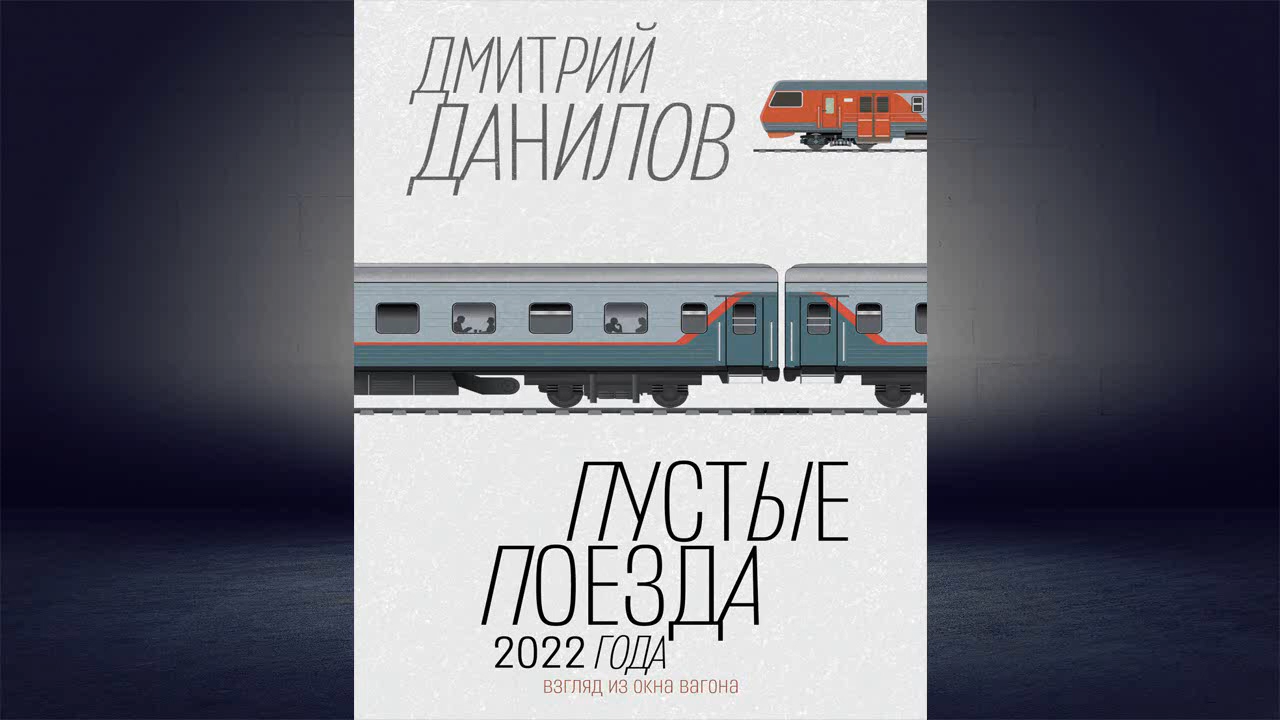 ДМИТРИЙ
ДАНИЛОВ
ПУСТЫЕ
ПОЕЗДА
2022 ГОДА
ВЗГЛЯД ИЗ ОКНА ВАГОНА